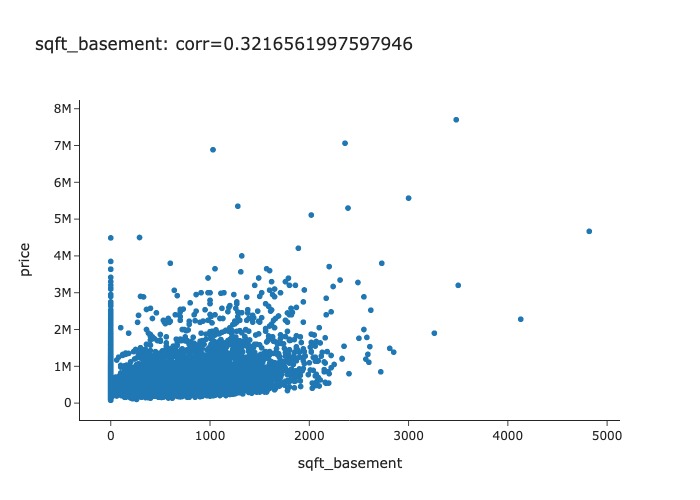 sqft_basement: corr=0.3216561997597946
8M
7M
6M
5M
4M
3M
2M
1M
0
price
0 1000 2000 3000 4000 5000
sqft_basement